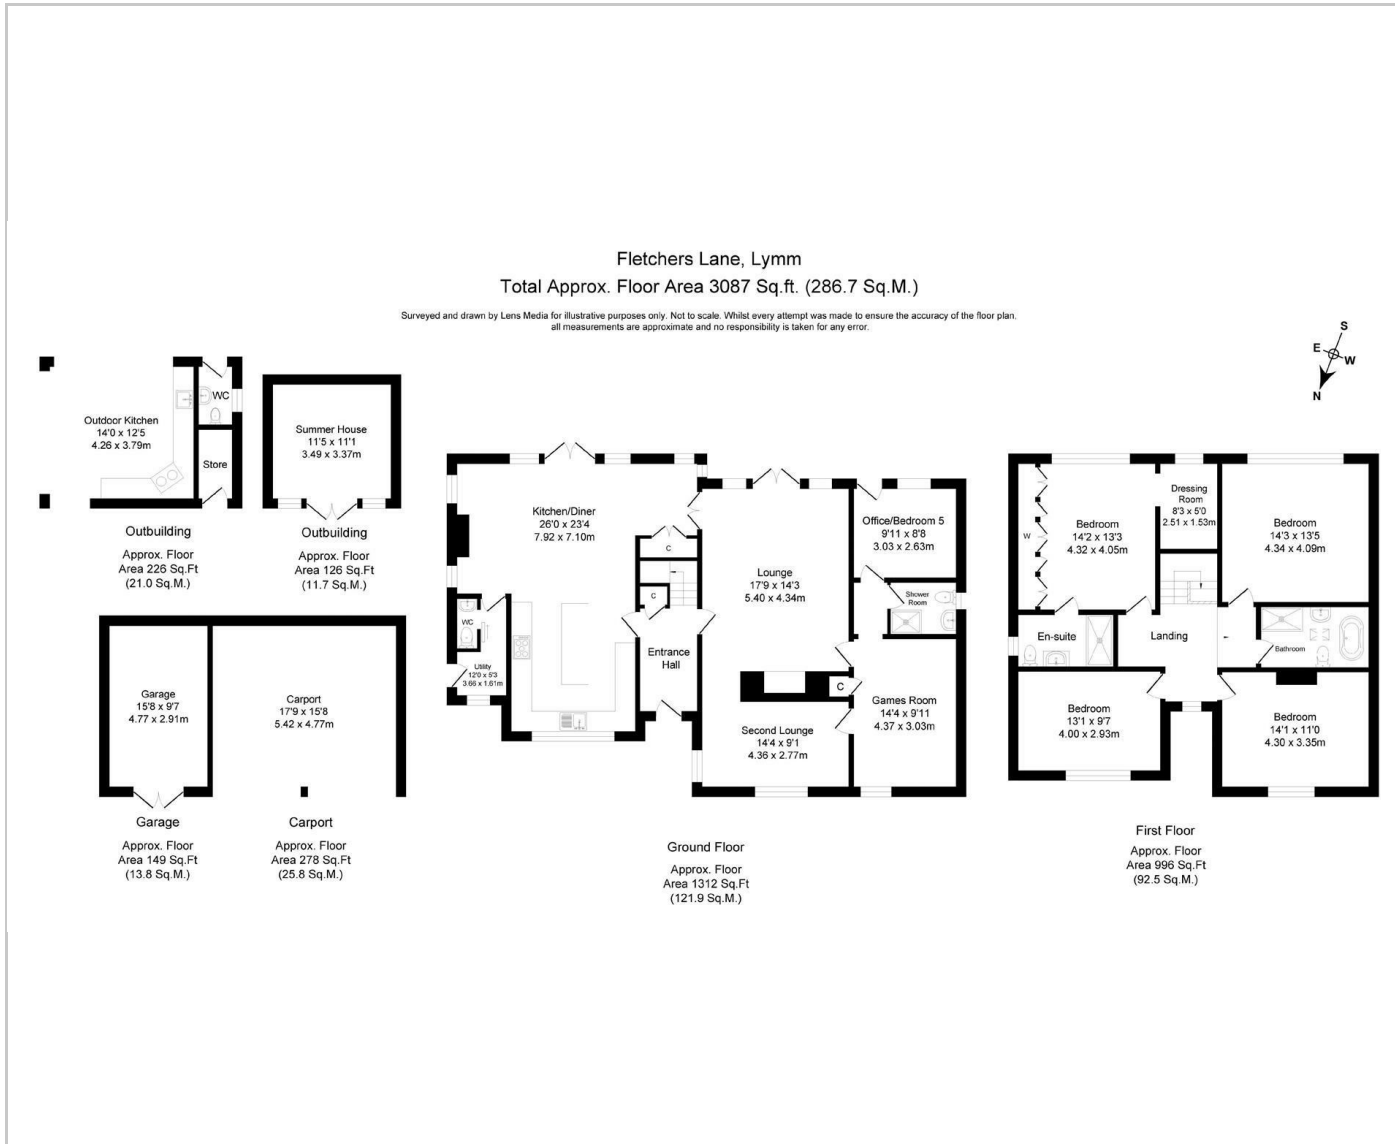 Fletchers Lane, Lymm
Total Approx. Floor Area 3087 Sq.ft. (286.7 Sq.M.)
Surveyed and drawn by Lens Media for illustrative purposes only. Not to scale. Whilst every attempt was made to ensure the accuracy of the floor plan,
all measurements are approximate and no responsibility is taken for any error.
S
E
W
N
Outdoor Kitchen
14'0 x 12'5
4.26 x 3.79m
WC
Store
Outbuilding
Approx. Floor
Area 226 Sq.Ft
(21.0 Sq.M.)
Summer House
11'5 x 11'1
3.49 x 3.37m
Outbuilding
Approx. Floor
Area 126 Sq.Ft
(11.7 Sq.M.)
Garage
15'8 x 9'7
4.77 x 2.91m
Garage
Approx. Floor
Area 149 Sq.Ft
(13.8 Sq.M.)
Carport
17'9 x 15'8
5.42 x 4.77m
Carport
Approx. Floor
Area 278 Sq.Ft
(25.8 Sq.M.)
Kitchen/Diner
26'0 x 23'4
7.92 x 7.10m
C
C
WC
Utility
12'0 x 5'3
3.66 x 1.61m
Entrance
Hall
Lounge
17'9 x 14'3
5.40 x 4.34m
Office/Bedroom 5
9'11 x 8'8
3.03 x 2.63m
Shower
Room
C
Games Room
14'4 x 9'11
4.37 x 3.03m
Second Lounge
14'4 x 9'1
4.36 x 2.77m
Ground Floor
Approx. Floor
Area 1312 Sq.Ft
(121.9 Sq.M.)
W
Bedroom
14'2 x 13'3
4.32 x 4.05m
Dressing
Room
8'3 x 5'0
2.51 x 1.53m
Bedroom
14'3 x 13'5
4.34 x 4.09m
En-suite
Landing
Bathroom
Bedroom
13'1 x 9'7
4.00 x 2.93m
Bedroom
14'1 x 11'0
4.30 x 3.35m
First Floor
Approx. Floor
Area 996 Sq.Ft
(92.5 Sq.M.)